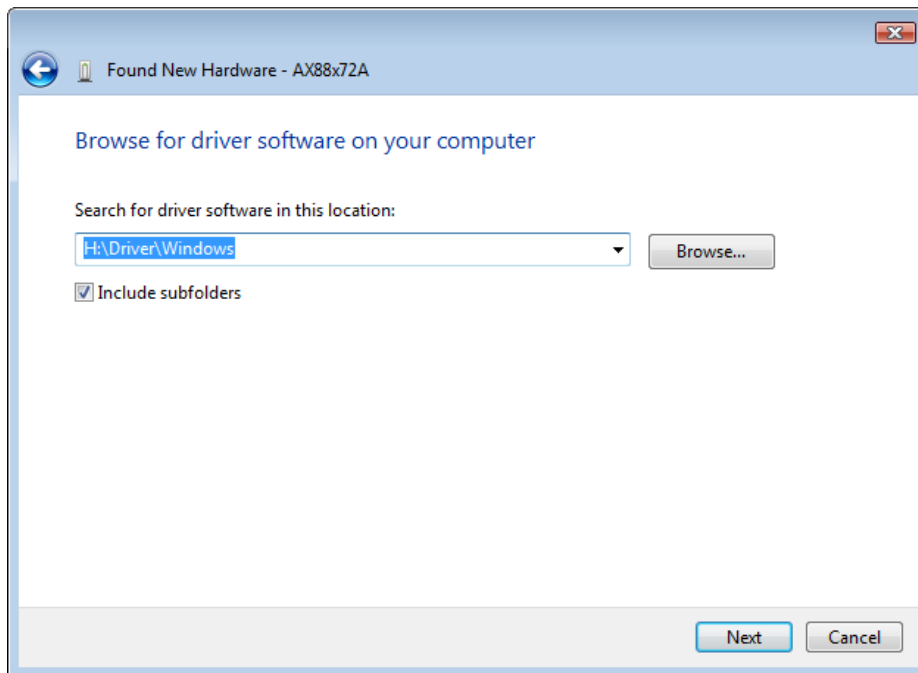 Found New Hardware - AX88x72A
Browse for driver software on your computer
Search for driver software in this location:
H:\Driver\Windows
Browse...
Include subfolders
Next
Cancel